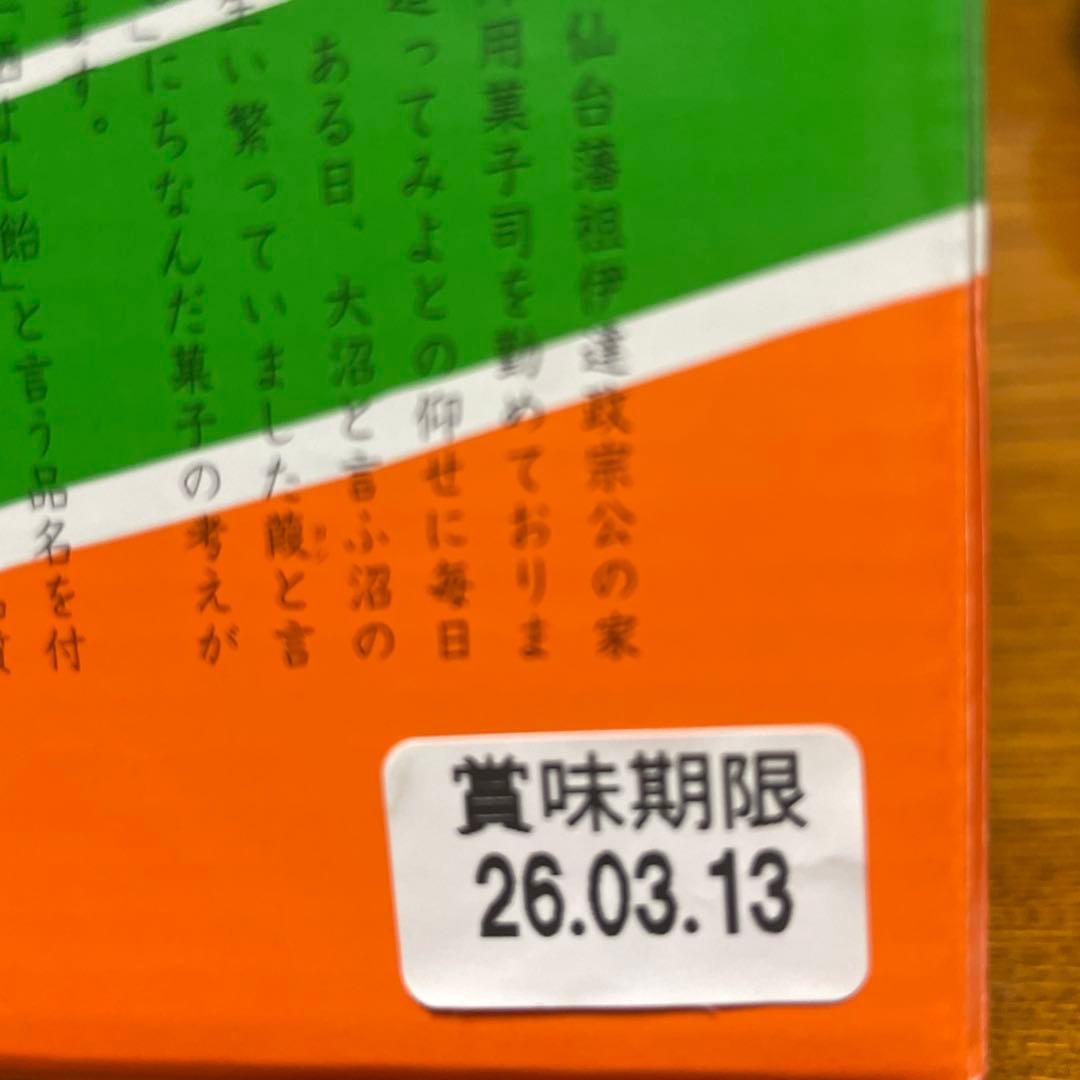 仙台藩祖伊達政宗公の家
用菓子司を勤めておりま
ってみよとの仰せに毎日
ある日、大沼と言ふ沼の
い繁っていました葭と言
にちなんだ菓子の考えが
ます。
よし飴」と言う品名を付
賞味期限
26.03.13